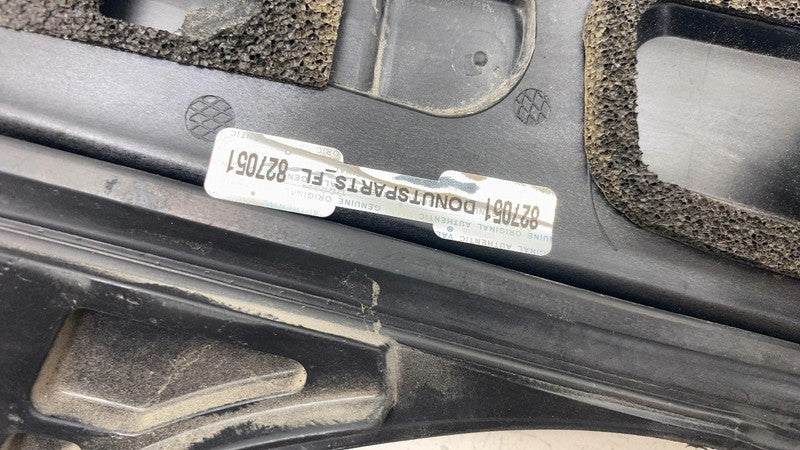 827051 DONUTSPARTS_FL 827051
GENUINE ORIGINAL AUTHENTIC